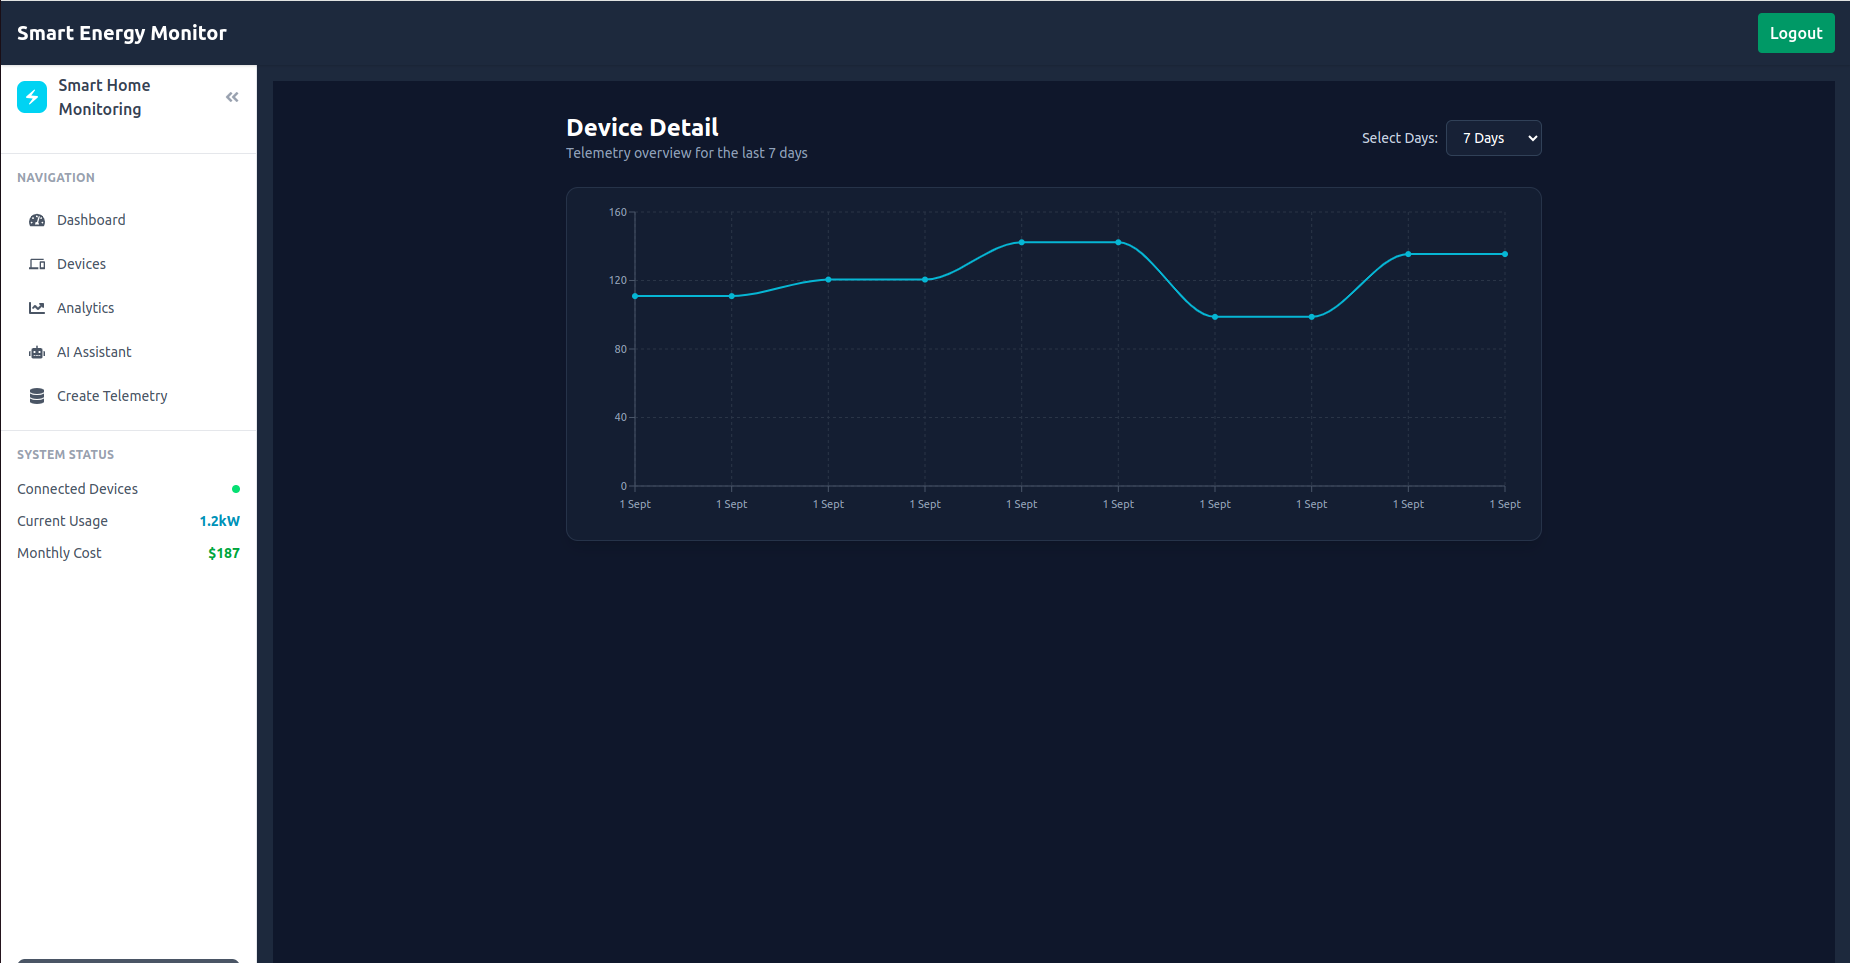 Smart Energy Monitor
Logout
Smart Home
Monitoring
NAVIGATION
Dashboard
Devices
Analytics
AI Assistant
Create Telemetry
SYSTEM STATUS
Connected Devices
Current Usage 1.2kW
Monthly Cost $187
Device Detail
Telemetry overview for the last 7 days
Select Days: 7 Days
160
120
80
40
0
1 Sept 1 Sept 1 Sept 1 Sept 1 Sept 1 Sept 1 Sept 1 Sept 1 Sept 1 Sept